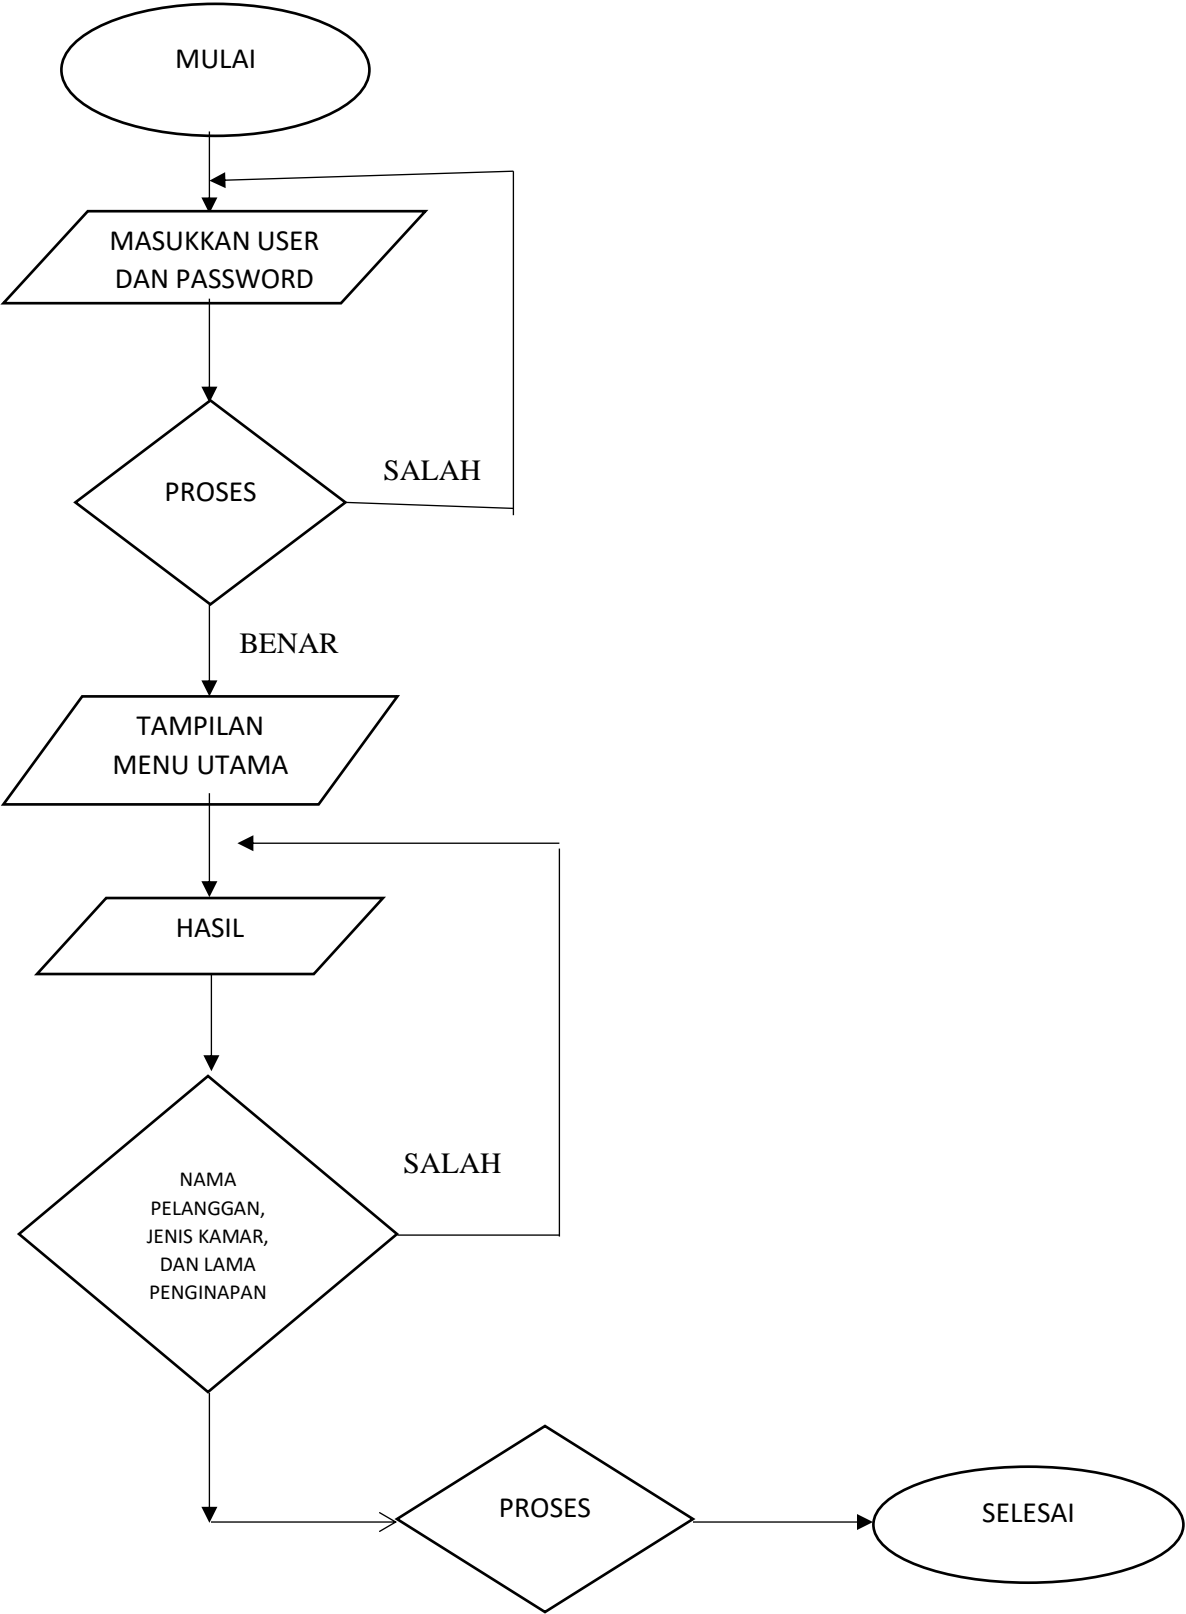 MULAI
MASUKKAN USER
DAN PASSWORD
SALAH
PROSES
BENAR
TAMPILAN
MENU UTAMA
HASIL
SALAH
NAMA
PELANGGAN,
JENIS KAMAR,
DAN LAMA
PENGINAPAN
PROSES
SELESAI